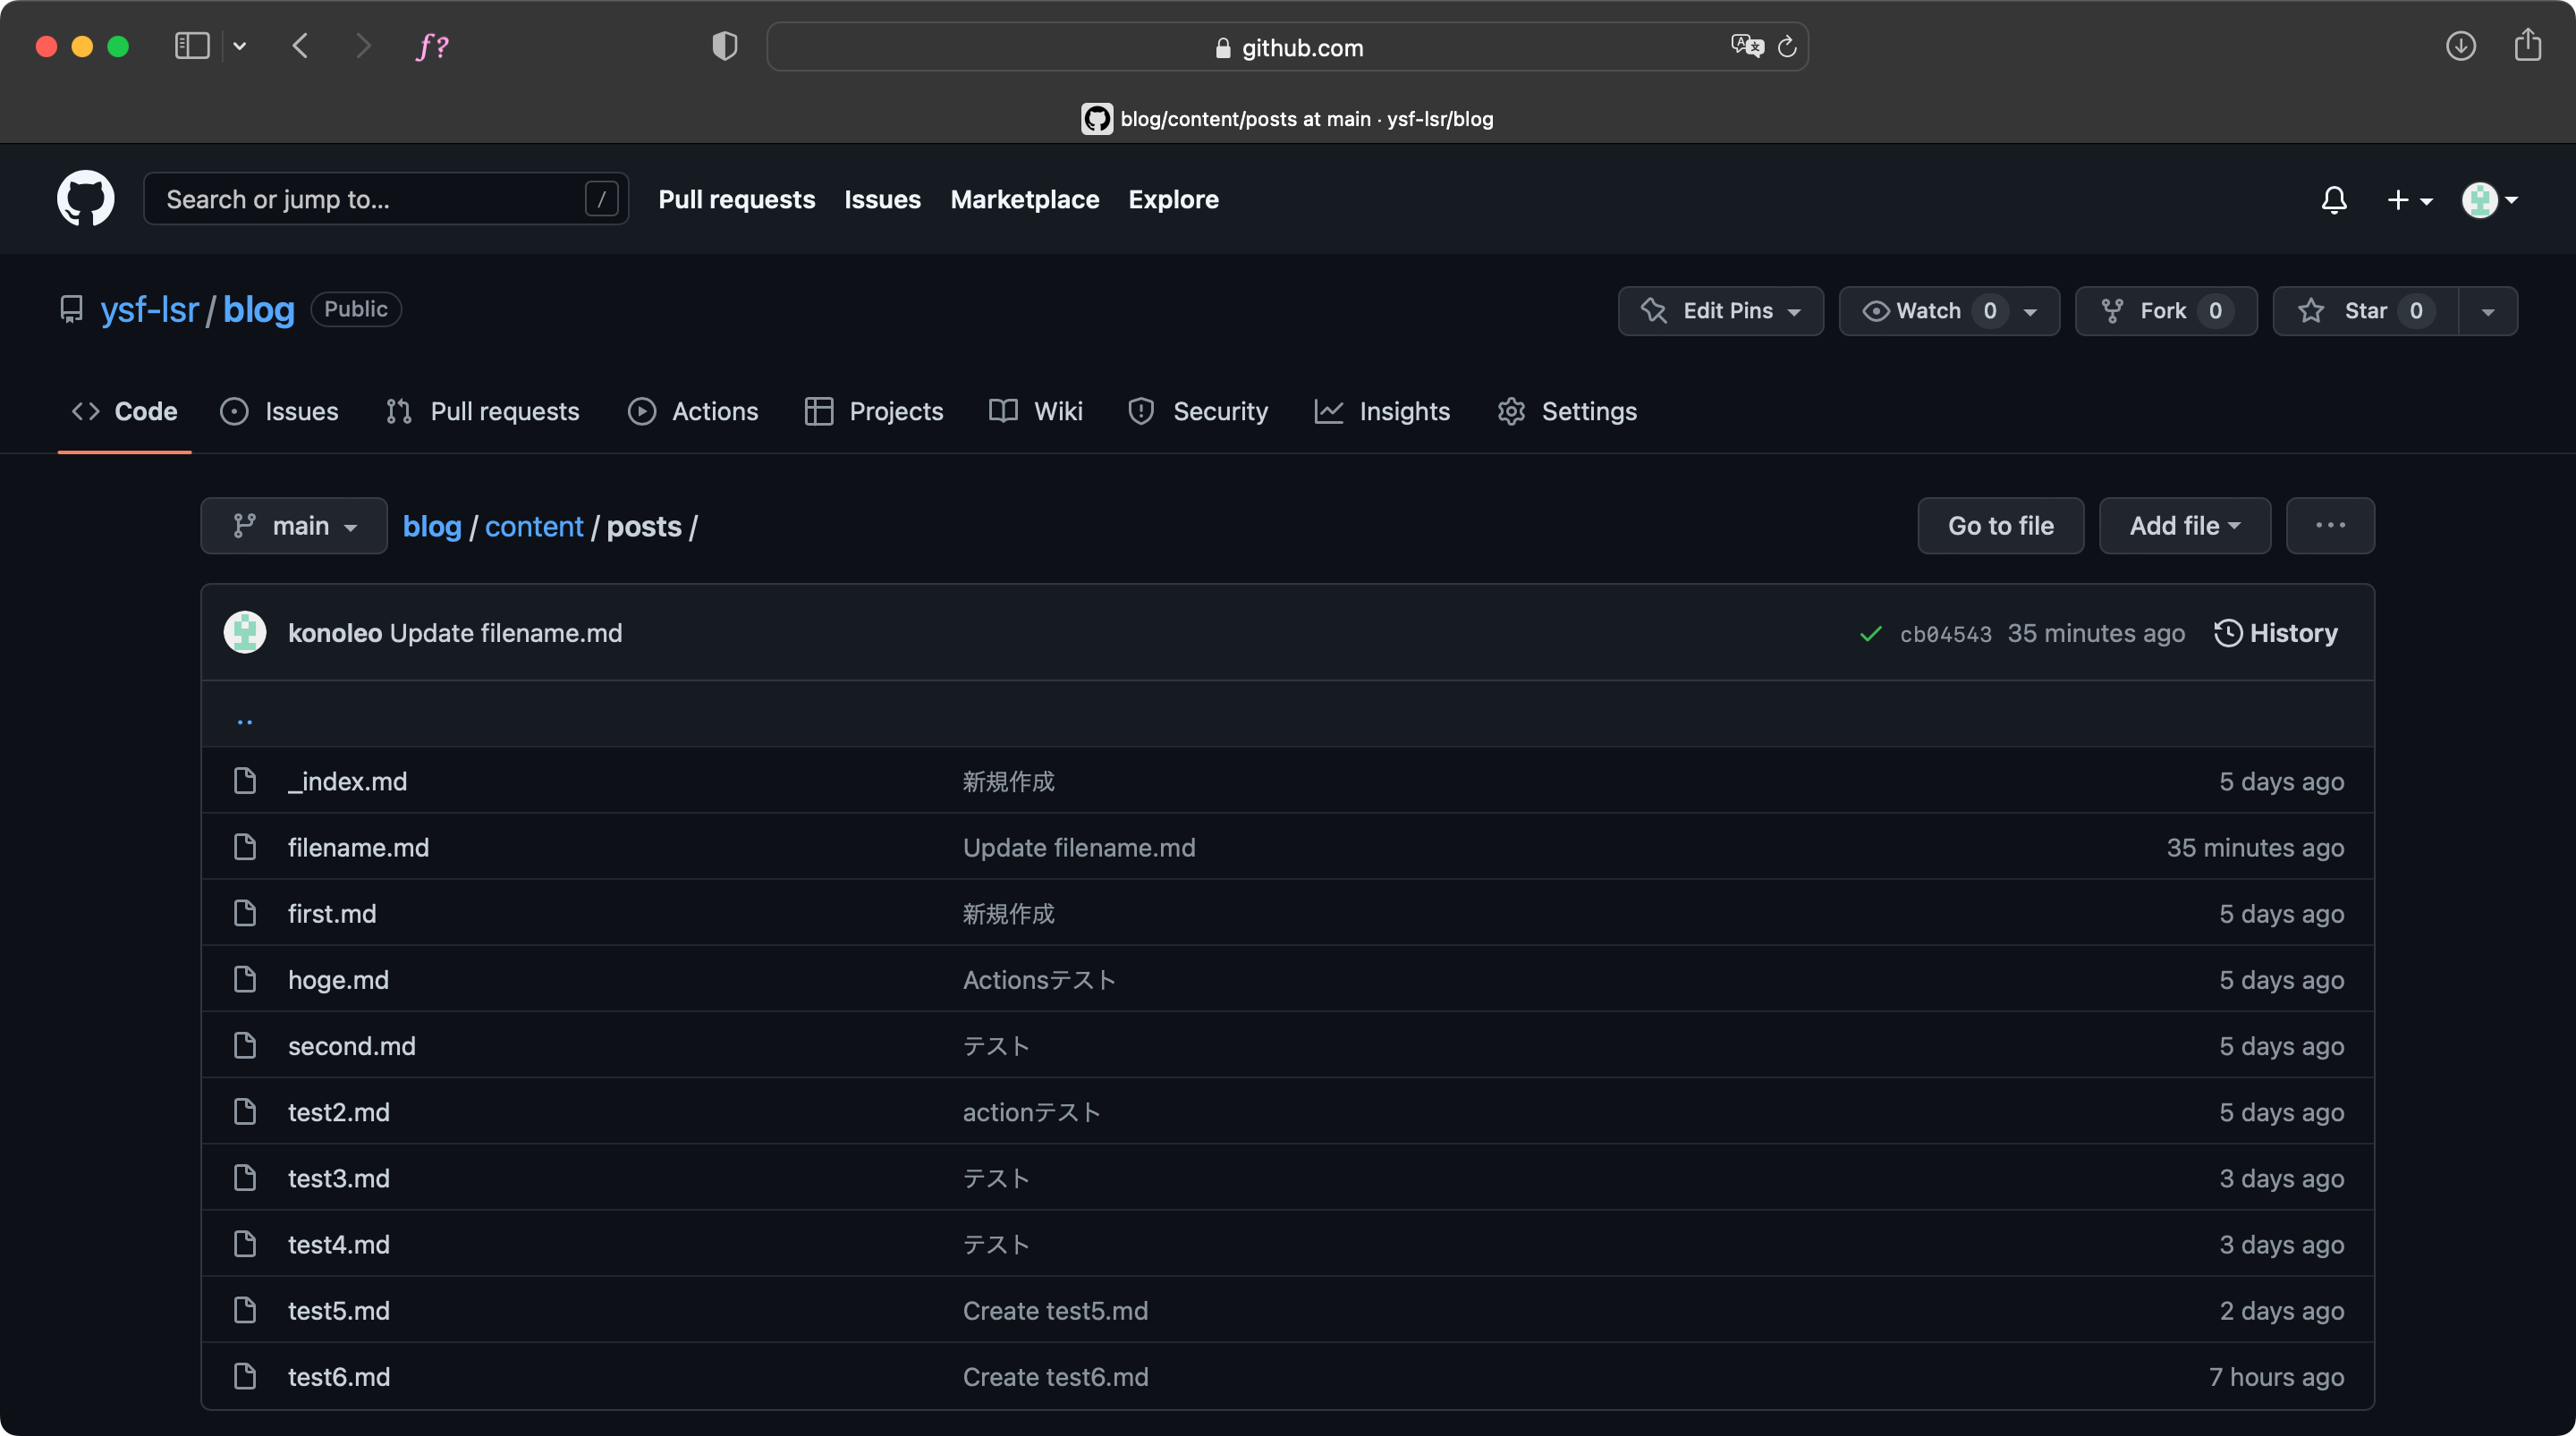 ƒ? github.com
blog/content/posts at main · ysf-lsr/blog
Search or jump to... / Pull requests Issues Marketplace Explore
ysf-lsr / blog Public Edit Pins Watch 0 Fork 0 Star 0
Code Issues Pull requests Actions Projects Wiki Security Insights Settings
main blog / content / posts / Go to file Add file ...
konoleo Update filename.md cb04543 35 minutes ago History
..
_index.md 新規作成 5 days ago
filename.md Update filename.md 35 minutes ago
first.md 新規作成 5 days ago
hoge.md Actionsテスト 5 days ago
second.md テスト 5 days ago
test2.md actionテスト 5 days ago
test3.md テスト 3 days ago
test4.md テスト 3 days ago
test5.md Create test5.md 2 days ago
test6.md Create test6.md 7 hours ago